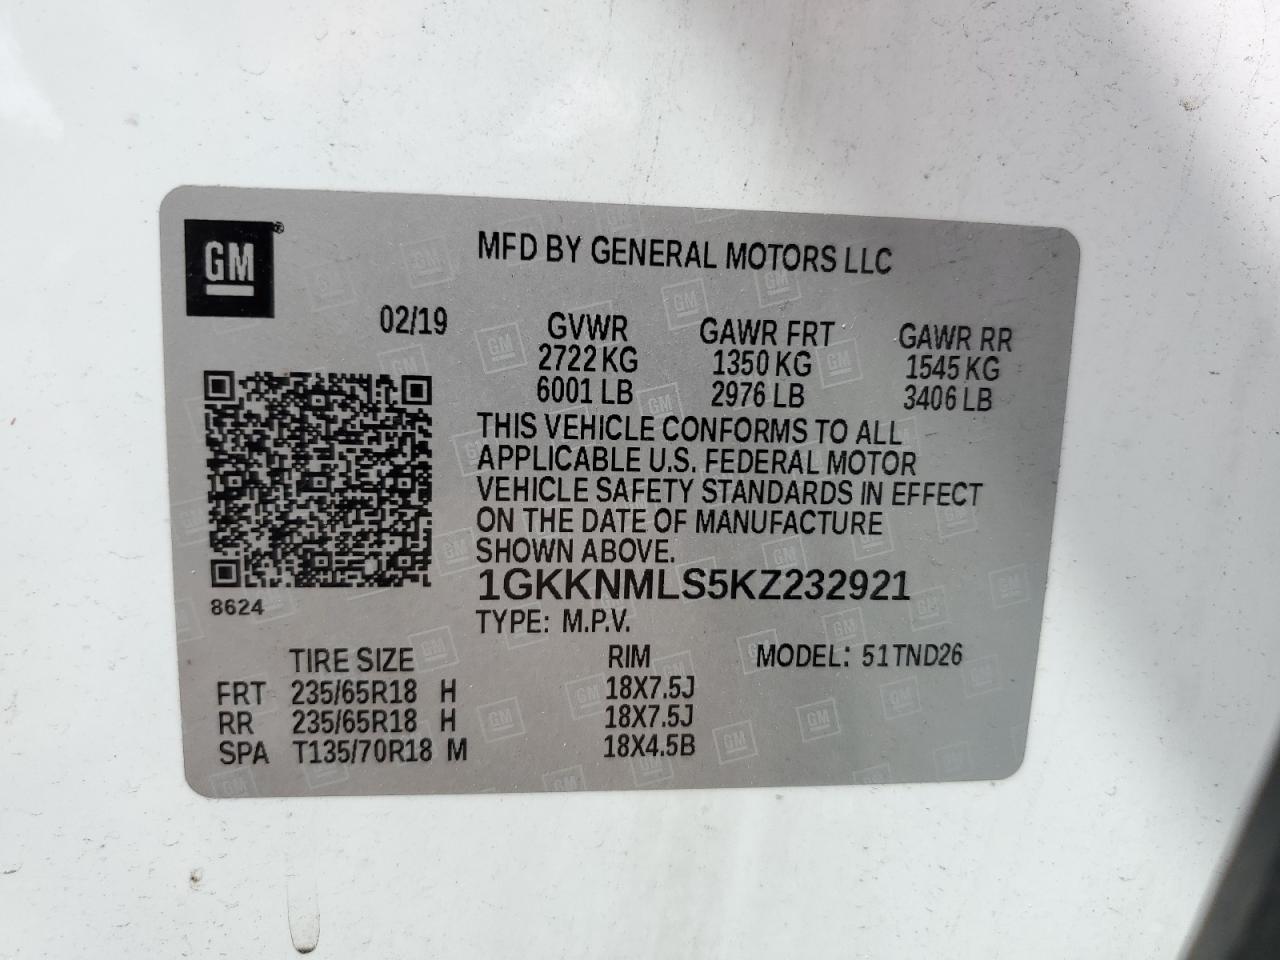 GM®
MFD BY GENERAL MOTORS LLC
02/19
GVWR GAWR FRT GAWR RR
2722 KG 1350 KG 1545 KG
6001 LB 2976 LB 3406 LB
THIS VEHICLE CONFORMS TO ALL
APPLICABLE U.S. FEDERAL MOTOR
VEHICLE SAFETY STANDARDS IN EFFECT
ON THE DATE OF MANUFACTURE
SHOWN ABOVE.
1GKKNMLS5KZ232921
8624
TYPE: M.P.V.
TIRE SIZE RIM MODEL: 51TND26
FRT 235/65R18 H 18X7.5J
RR 235/65R18 H 18X7.5J
SPA T135/70R18 M 18X4.5B